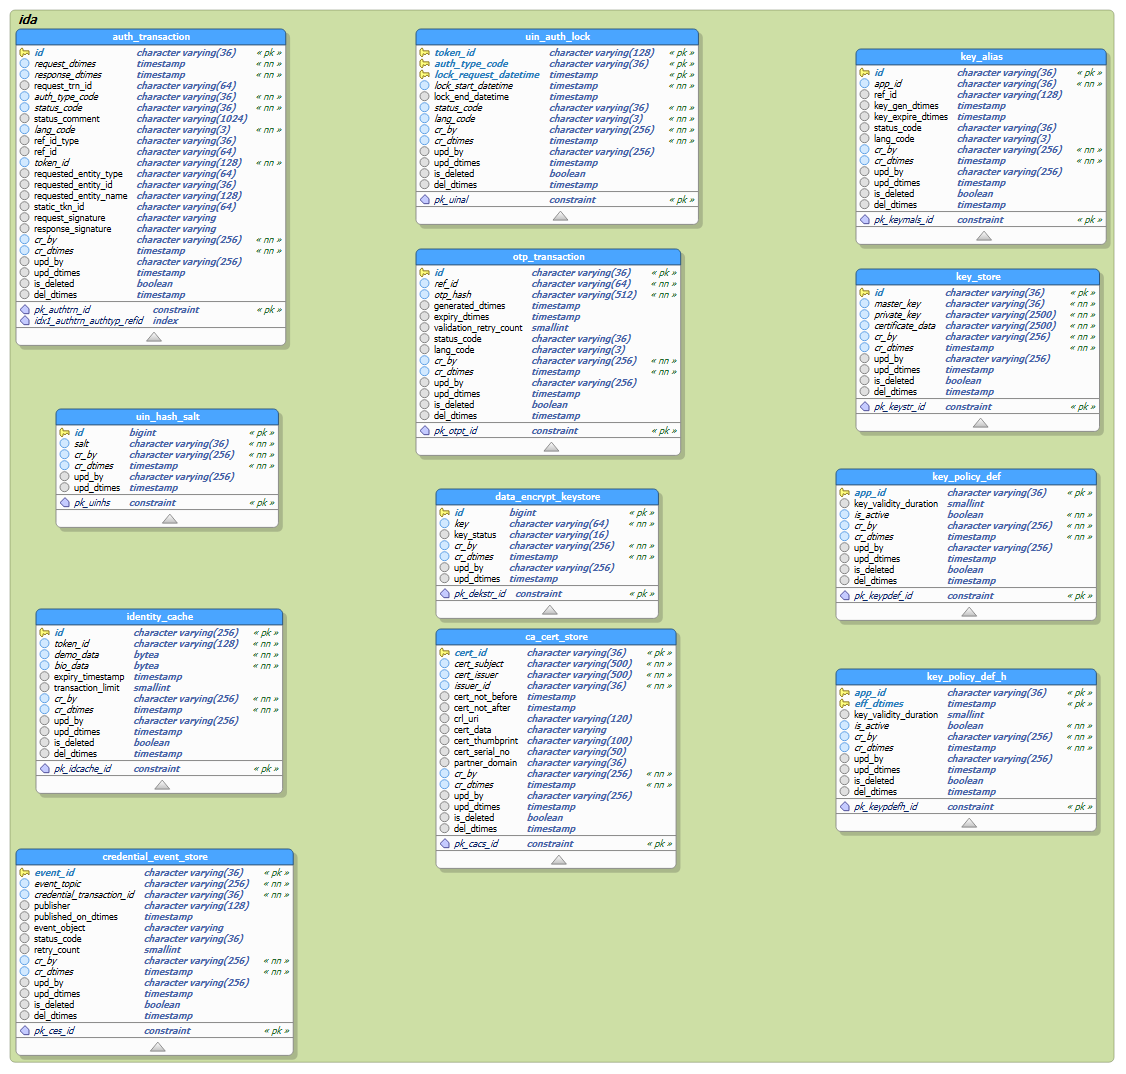 ida
auth_transaction
id character varying(36) « pk »
request_dtimes timestamp « nn »
response_dtimes timestamp « nn »
request_trn_id character varying(64)
auth_type_code character varying(36) « nn »
status_code character varying(36) « nn »
status_comment character varying(1024)
lang_code character varying(3) « nn »
ref_id_type character varying(36)
ref_id character varying(64)
token_id character varying(128) « nn »
requested_entity_type character varying(64)
requested_entity_id character varying(36)
requested_entity_name character varying(128)
static_tkn_id character varying(64)
request_signature character varying
response_signature character varying
cr_by character varying(256) « nn »
cr_dtimes timestamp « nn »
upd_by character varying(256)
upd_dtimes timestamp
is_deleted boolean
del_dtimes timestamp
pk_authtrn_id constraint « pk »
idx1_authtrn_authtyp_refid index
uin_hash_salt
id bigint « pk »
salt character varying(36) « nn »
cr_by character varying(256) « nn »
cr_dtimes timestamp « nn »
upd_by character varying(256)
upd_dtimes timestamp
pk_uinhs constraint « pk »
identity_cache
id character varying(256) « pk »
token_id character varying(128) « nn »
demo_data bytea « nn »
bio_data bytea « nn »
expiry_timestamp timestamp
transaction_limit smallint
cr_by character varying(256) « nn »
cr_dtimes timestamp « nn »
upd_by character varying(256)
upd_dtimes timestamp
is_deleted boolean
del_dtimes timestamp
pk_idcache_id constraint « pk »
credential_event_store
event_id character varying(36) « pk »
event_topic character varying(256) « nn »
credential_transaction_id character varying(36) « nn »
publisher character varying(128)
published_on_dtimes timestamp
event_object character varying
status_code character varying(36)
retry_count smallint
cr_by character varying(256) « nn »
cr_dtimes timestamp « nn »
upd_by character varying(256)
upd_dtimes timestamp
is_deleted boolean
del_dtimes timestamp
pk_ces_id constraint « pk »
uin_auth_lock
token_id character varying(128) « pk »
auth_type_code character varying(36) « pk »
lock_request_datetime timestamp « pk »
lock_start_datetime timestamp « nn »
lock_end_datetime timestamp
status_code character varying(36) « nn »
lang_code character varying(3) « nn »
cr_by character varying(256) « nn »
cr_dtimes timestamp « nn »
upd_by character varying(256)
upd_dtimes timestamp
is_deleted boolean
del_dtimes timestamp
pk_uinal constraint « pk »
otp_transaction
id character varying(36) « pk »
ref_id character varying(64) « nn »
otp_hash character varying(512) « nn »
generated_dtimes timestamp
expiry_dtimes timestamp
validation_retry_count smallint
status_code character varying(36)
lang_code character varying(3)
cr_by character varying(256) « nn »
cr_dtimes timestamp « nn »
upd_by character varying(256)
upd_dtimes timestamp
is_deleted boolean
del_dtimes timestamp
pk_otpt_id constraint « pk »
data_encrypt_keystore
id bigint « pk »
key character varying(64) « nn »
key_status character varying(16)
cr_by character varying(256) « nn »
cr_dtimes timestamp « nn »
upd_by character varying(256)
upd_dtimes timestamp
pk_dekstr_id constraint « pk »
ca_cert_store
cert_id character varying(36) « pk »
cert_subject character varying(500) « nn »
cert_issuer character varying(500) « nn »
issuer_id character varying(36) « nn »
cert_not_before timestamp
cert_not_after timestamp
crl_uri character varying(120)
cert_data character varying
cert_thumbprint character varying(100)
cert_serial_no character varying(50)
partner_domain character varying(36)
cr_by character varying(256) « nn »
cr_dtimes timestamp « nn »
upd_by character varying(256)
upd_dtimes timestamp
is_deleted boolean
del_dtimes timestamp
pk_cacs_id constraint « pk »
key_alias
id character varying(36) « pk »
app_id character varying(36) « nn »
ref_id character varying(128)
key_gen_dtimes timestamp
key_expire_dtimes timestamp
status_code character varying(36)
lang_code character varying(3)
cr_by character varying(256) « nn »
cr_dtimes timestamp « nn »
upd_by character varying(256)
upd_dtimes timestamp
is_deleted boolean
del_dtimes timestamp
pk_keymals_id constraint « pk »
key_store
id character varying(36) « pk »
master_key character varying(36) « nn »
private_key character varying(2500) « nn »
certificate_data character varying(2500) « nn »
cr_by character varying(256) « nn »
cr_dtimes timestamp « nn »
upd_by character varying(256)
upd_dtimes timestamp
is_deleted boolean
del_dtimes timestamp
pk_keystr_id constraint « pk »
key_policy_def
app_id character varying(36) « pk »
key_validity_duration smallint
is_active boolean « nn »
cr_by character varying(256) « nn »
cr_dtimes timestamp « nn »
upd_by character varying(256)
upd_dtimes timestamp
is_deleted boolean
del_dtimes timestamp
pk_keypdef_id constraint « pk »
key_policy_def_h
app_id character varying(36) « pk »
eff_dtimes timestamp « pk »
key_validity_duration smallint
is_active boolean « nn »
cr_by character varying(256) « nn »
cr_dtimes timestamp « nn »
upd_by character varying(256)
upd_dtimes timestamp
is_deleted boolean
del_dtimes timestamp
pk_keypdefh_id constraint « pk »